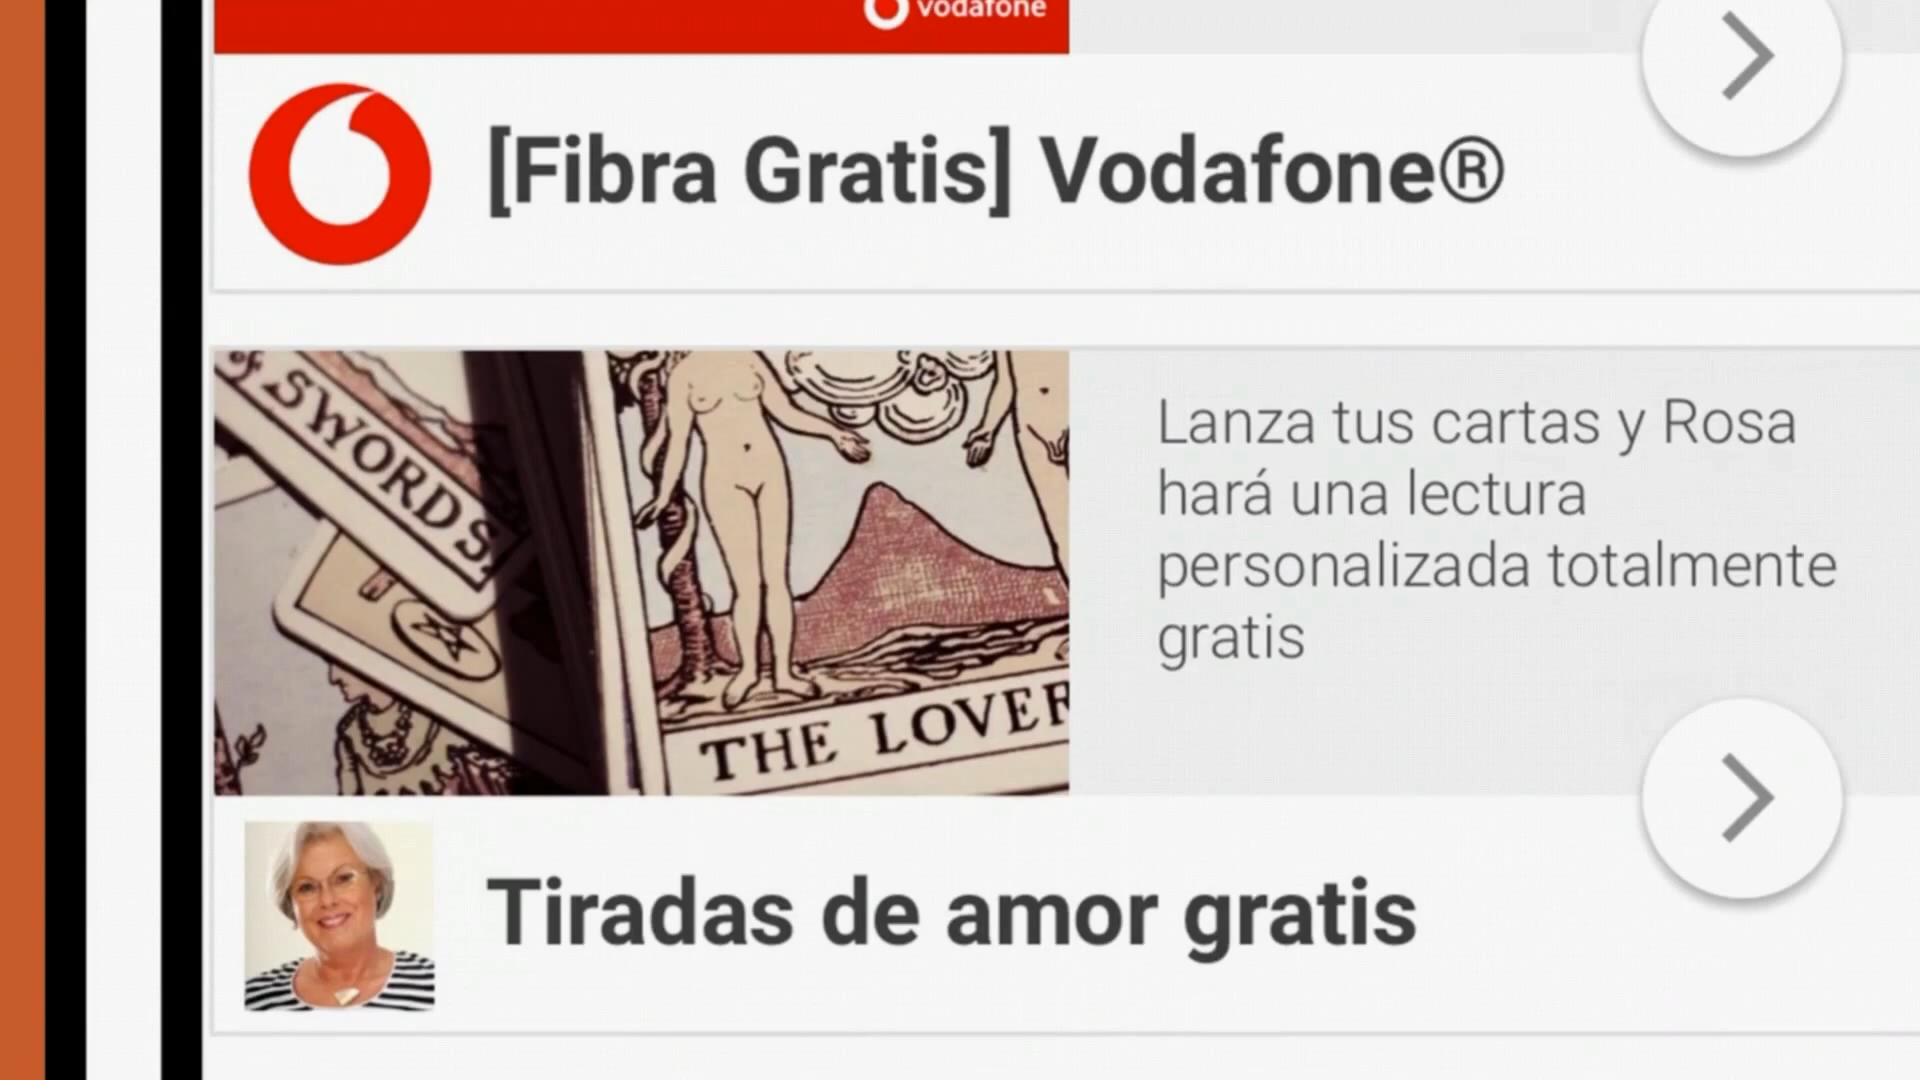 vodafone
[Fibra Gratis] Vodafone®
of SWORDS.
THE LOVER
Lanza tus cartas y Rosa
hará una lectura
personalizada totalmente
gratis
Tiradas de amor gratis